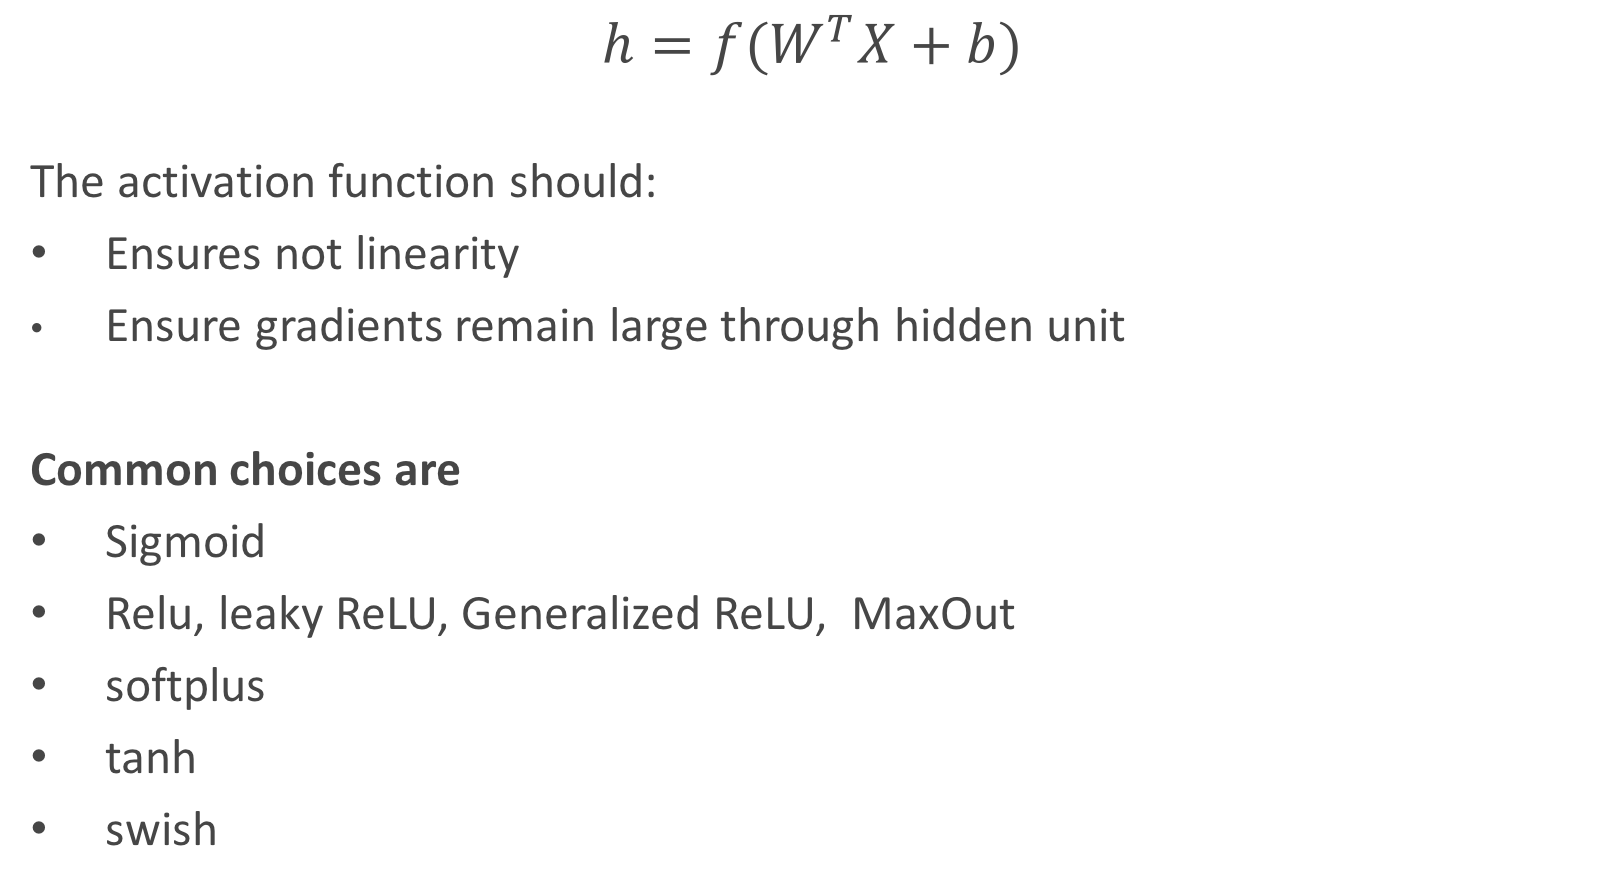 h = f(W^T X + b)
The activation function should:
• Ensures not linearity
• Ensure gradients remain large through hidden unit
Common choices are
• Sigmoid
• Relu, leaky ReLU, Generalized ReLU, MaxOut
• softplus
• tanh
• swish